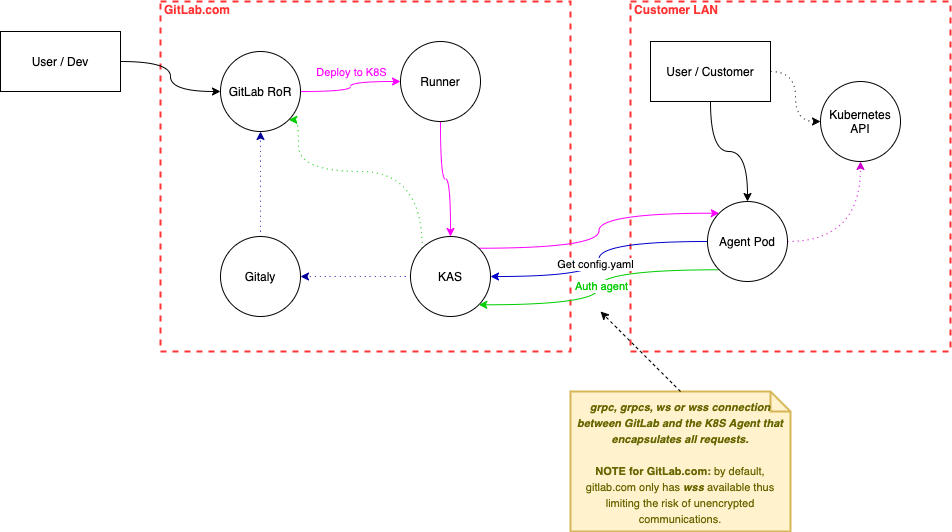 GitLab.com
Customer LAN
User / Dev
GitLab RoR
Deploy to K8S
Runner
User / Customer
Kubernetes
API
Gitaly
KAS
Agent Pod
Get config.yaml
Auth agent
grpc, grpcs, ws or wss connection
between GitLab and the K8S Agent that
encapsulates all requests.
NOTE for GitLab.com: by default,
gitlab.com only has wss available thus
limiting the risk of unencrypted
communications.